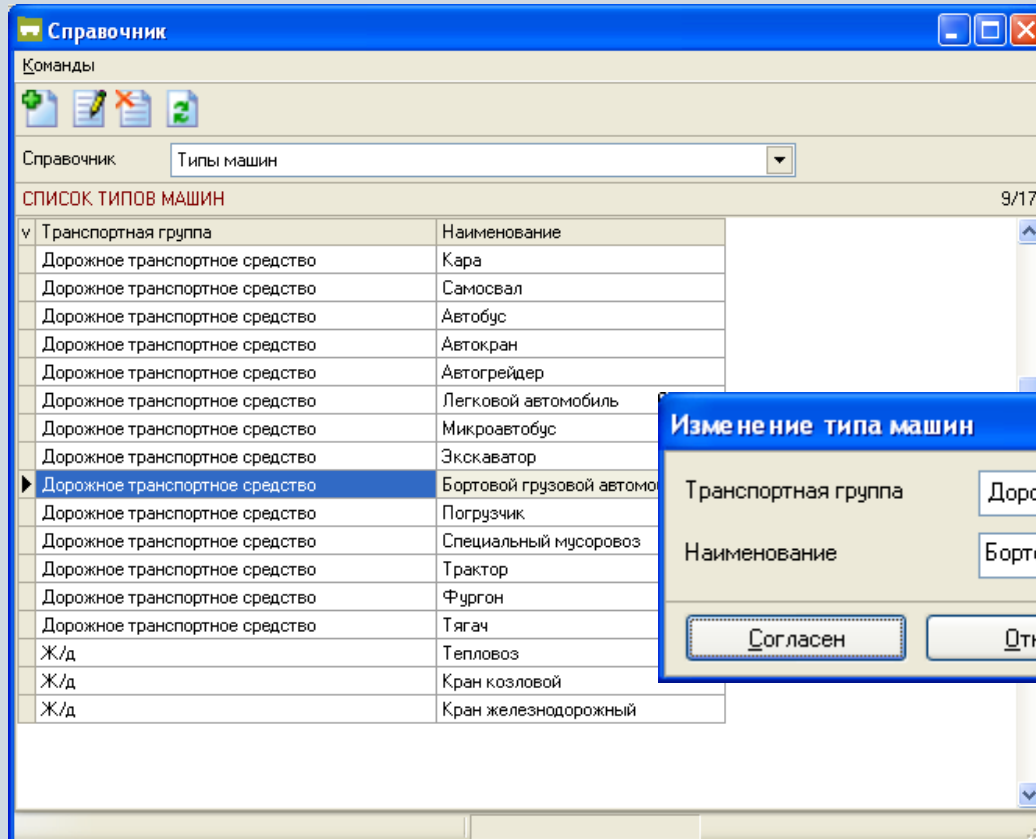 Справочник
Команды
Справочник Типы машин
СПИСОК ТИПОВ МАШИН 9/17
v Транспортная группа Наименование
Дорожное транспортное средство Кара
Дорожное транспортное средство Самосвал
Дорожное транспортное средство Автобус
Дорожное транспортное средство Автокран
Дорожное транспортное средство Автогрейдер
Дорожное транспортное средство Легковой автомобиль
Дорожное транспортное средство Микроавтобус
Дорожное транспортное средство Экскаватор
Дорожное транспортное средство Бортовой грузовой автомо
Дорожное транспортное средство Погрузчик
Дорожное транспортное средство Специальный мусоровоз
Дорожное транспортное средство Трактор
Дорожное транспортное средство Фургон
Дорожное транспортное средство Тягач
Ж/д Тепловоз
Ж/д Кран козловой
Ж/д Кран железнодорожный
Изменение типа машин
Транспортная группа Доро
Наименование Борто
Согласен Отк